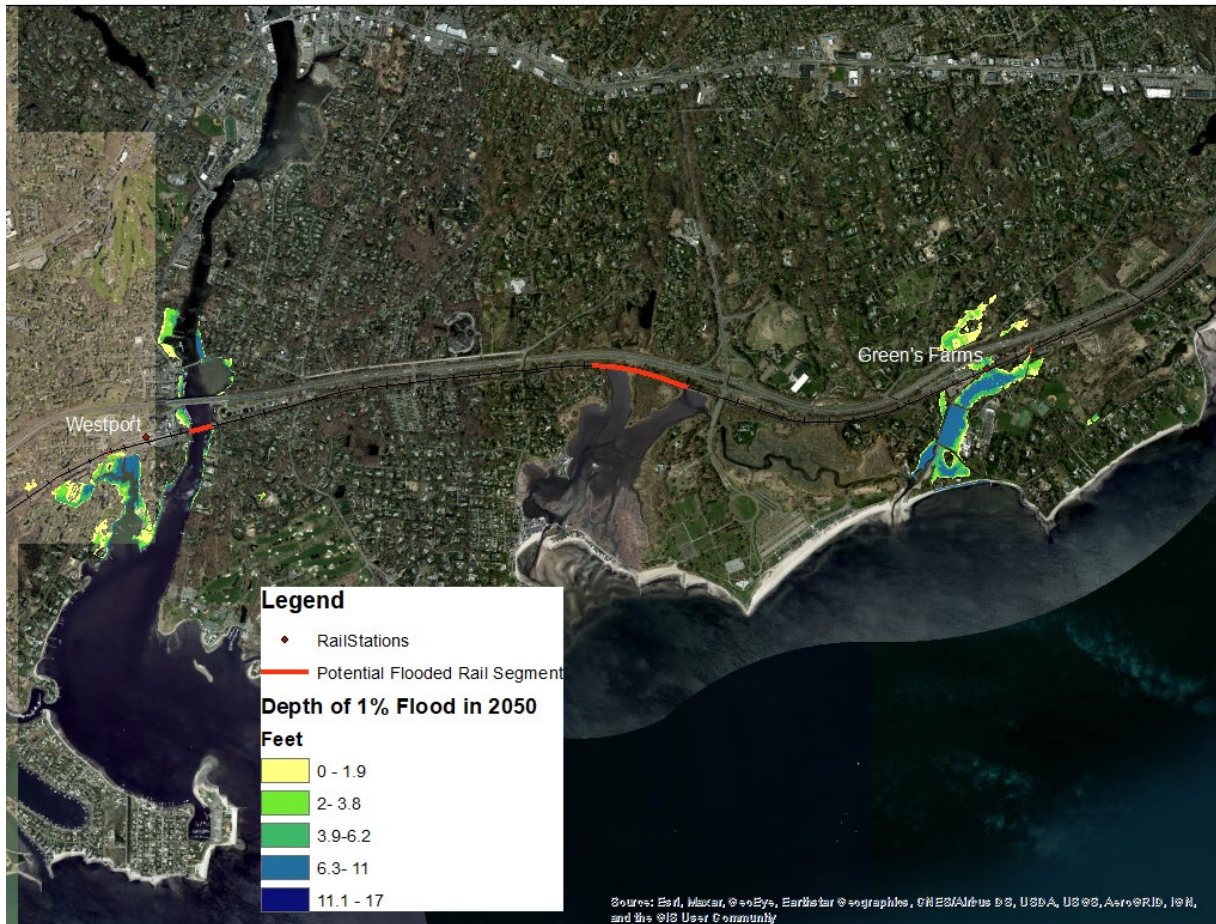 Green's Farms
Westport
Legend
RailStations
Potential Flooded Rail Segment
Depth of 1% Flood in 2050
Feet
0 - 1.9
2- 3.8
3.9-6.2
6.3- 11
11.1 - 17
Source: Esri, Maxar, GeoEye, Earthstar Geographics, CNES/Airbus DS, USDA, USGS, AeroGRID, IGN,
and the GIS User Community